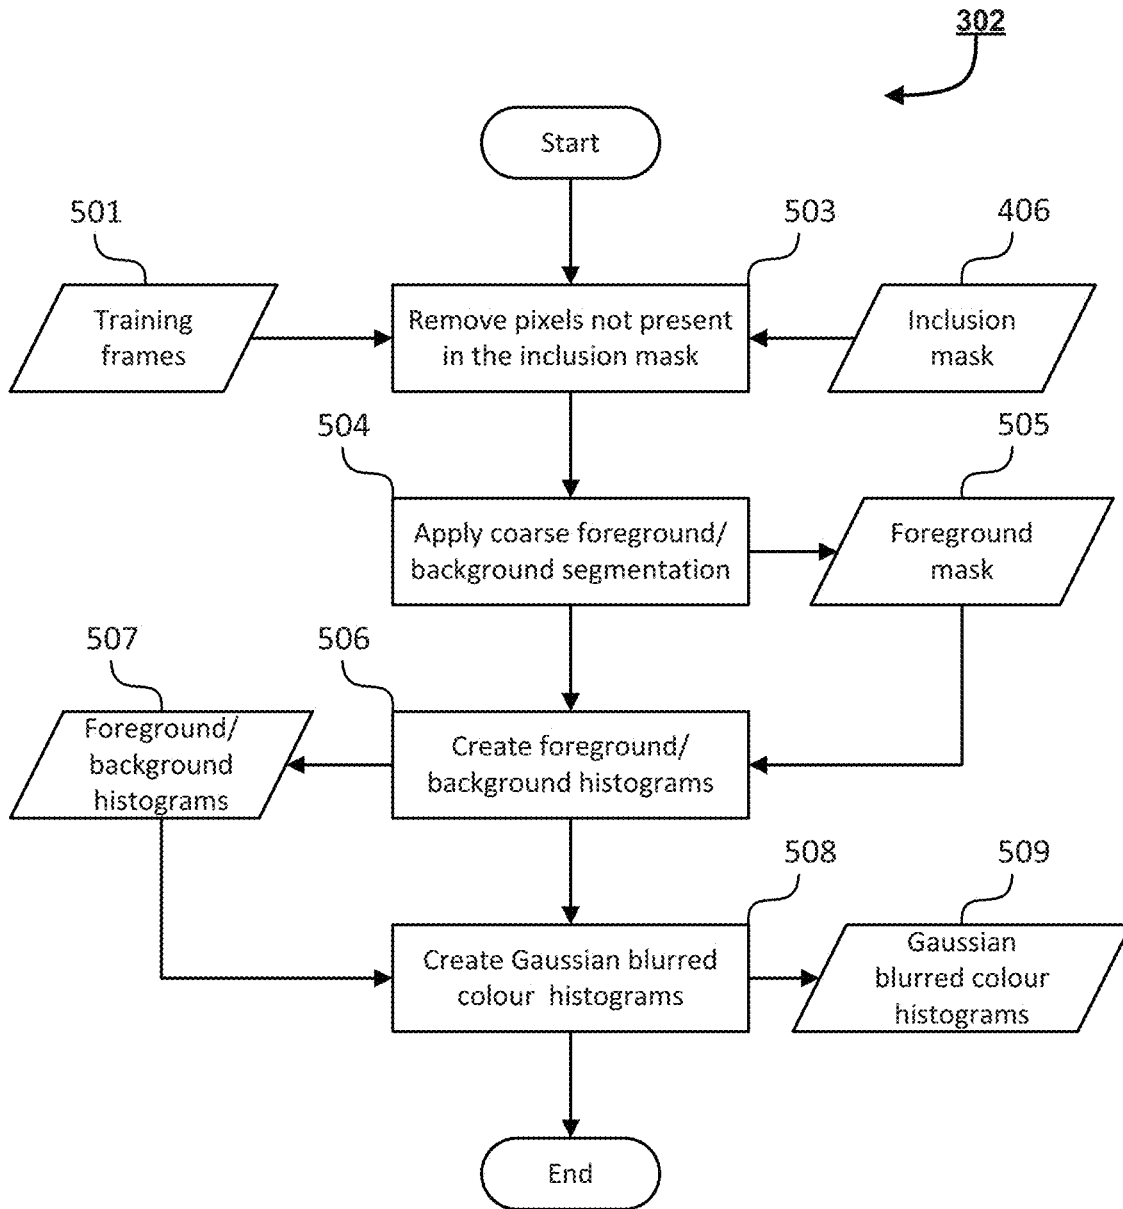 302
Start
501
503
406
Training
frames
Remove pixels not present
in the inclusion mask
Inclusion
mask
504
505
Apply coarse foreground/
background segmentation
Foreground
mask
507
506
Foreground/
background
histograms
Create foreground/
background histograms
508
509
Create Gaussian blurred
colour histograms
Gaussian
blurred colour
histograms
End